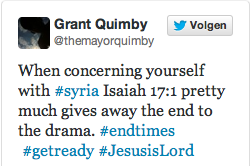 Grant Quimby
Volgen
@themayorquimby
When concerning yourself
with #syria Isaiah 17:1 pretty
much gives away the end to
the drama. #endtimes
#getready #JesusisLord